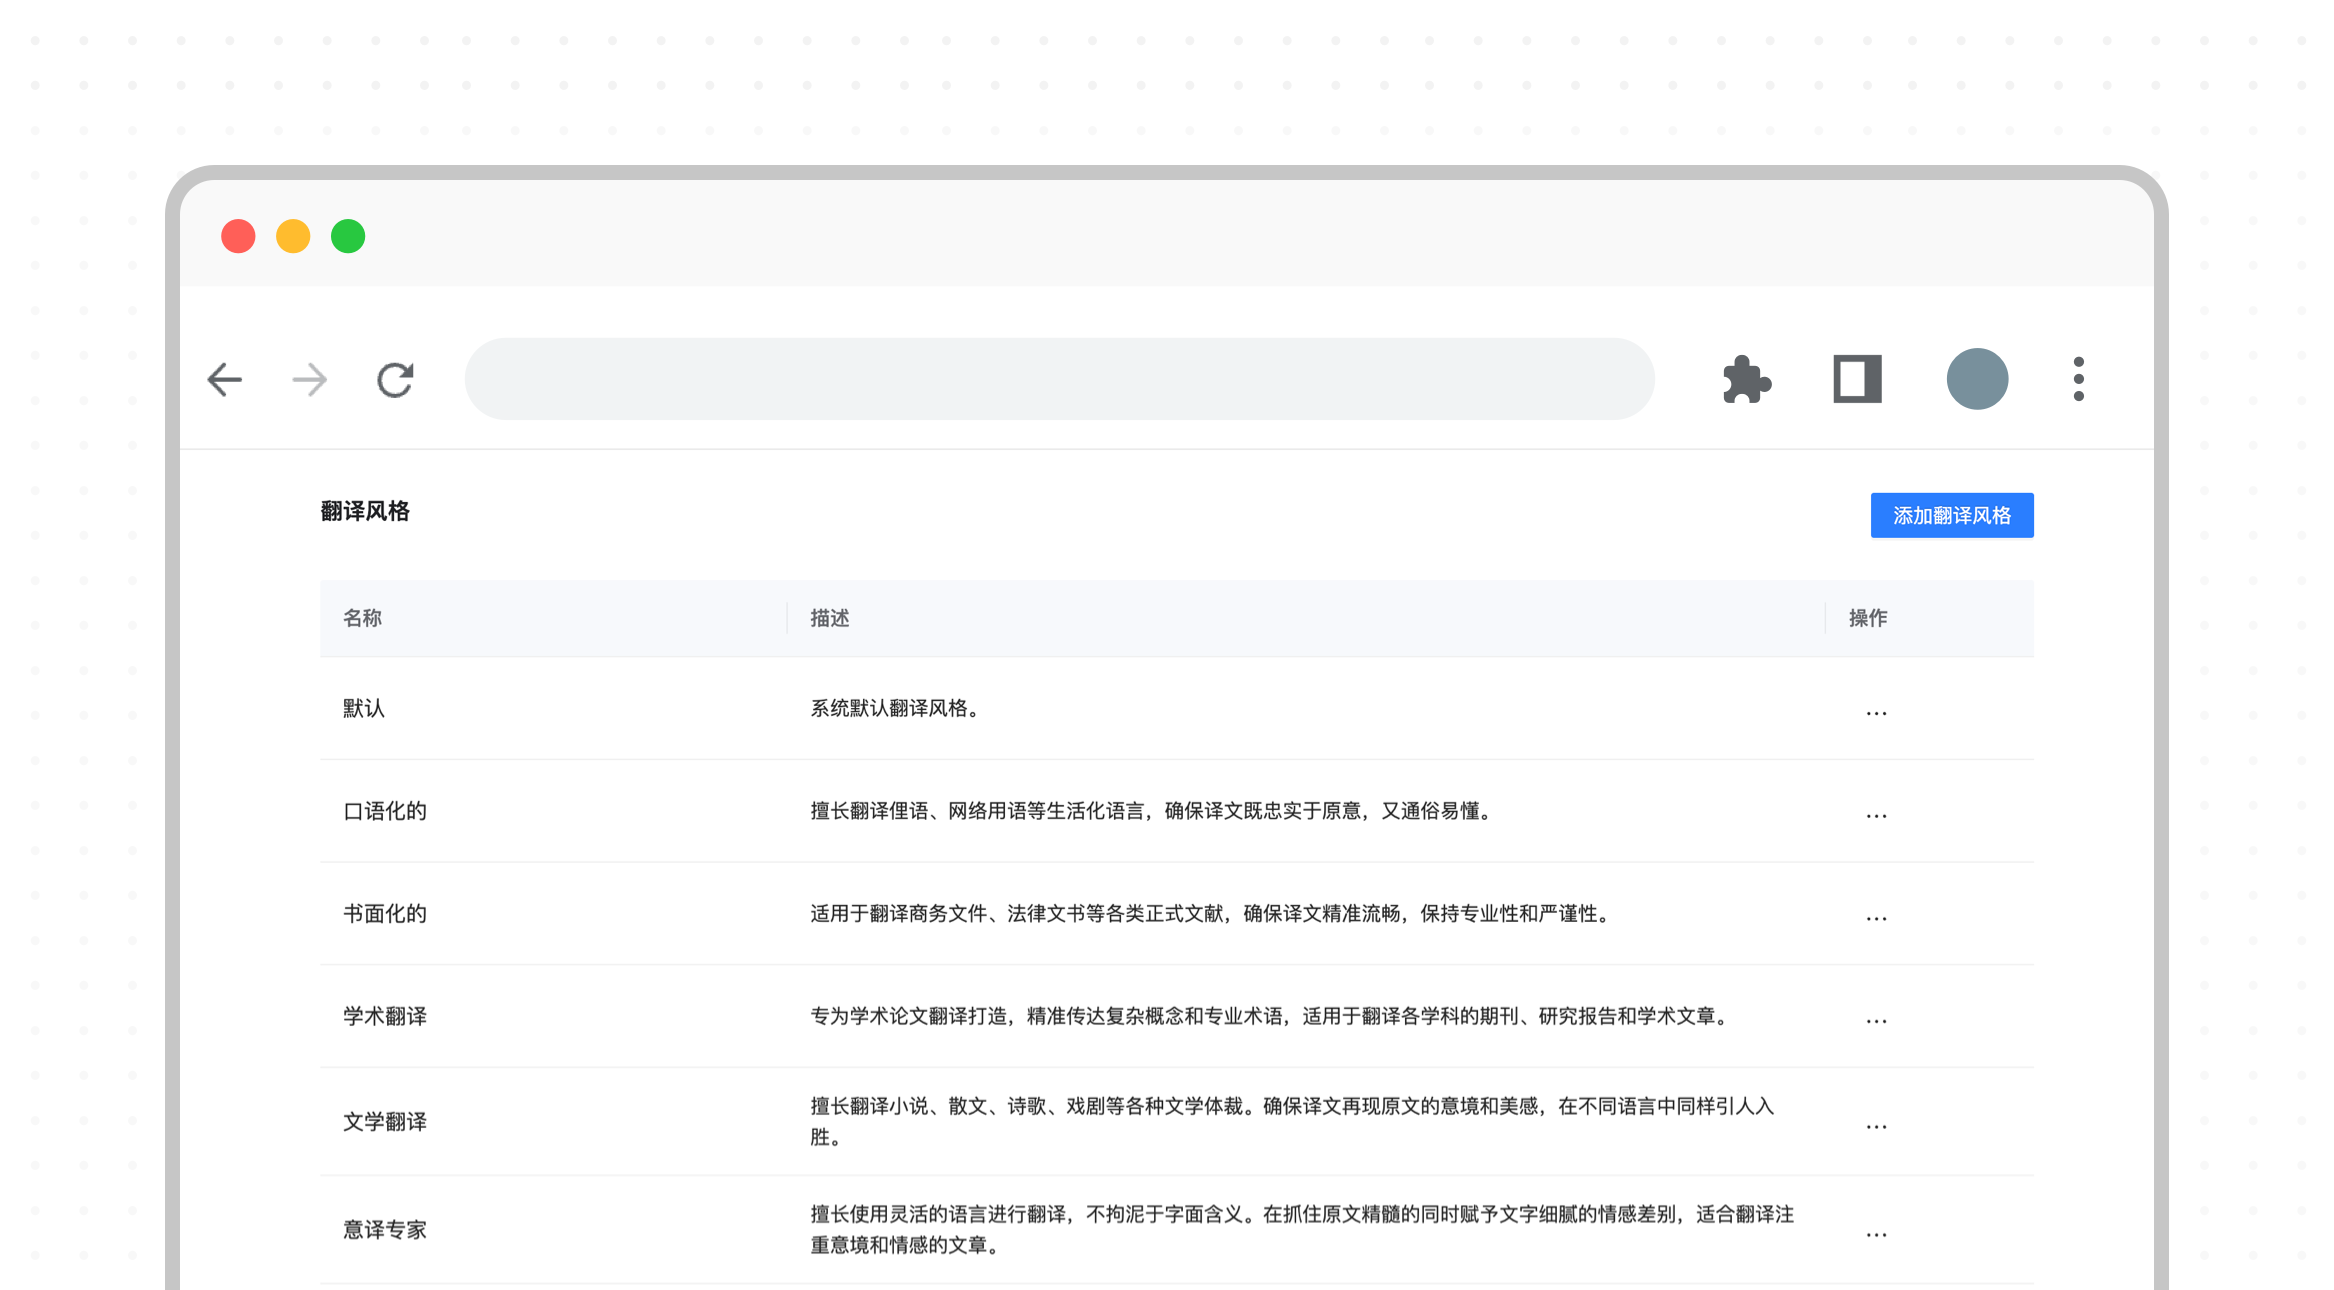 翻译风格
添加翻译风格
名称
描述
操作
默认
系统默认翻译风格。
...
口语化的
擅长翻译俚语、网络用语等生活化语言，确保译文既忠实于原意，又通俗易懂。
...
书面化的
适用于翻译商务文件、法律文书等各类正式文献，确保译文精准流畅，保持专业性和严谨性。
...
学术翻译
专为学术论文翻译打造，精准传达复杂概念和专业术语，适用于翻译各学科的期刊、研究报告和学术文章。
...
文学翻译
擅长翻译小说、散文、诗歌、戏剧等各种文学体裁。确保译文再现原文的意境和美感，在不同语言中同样引人入
胜。
...
意译专家
擅长使用灵活的语言进行翻译，不拘泥于字面含义。在抓住原文精髓的同时赋予文字细腻的情感差别，适合翻译注
重意境和情感的文章。
...